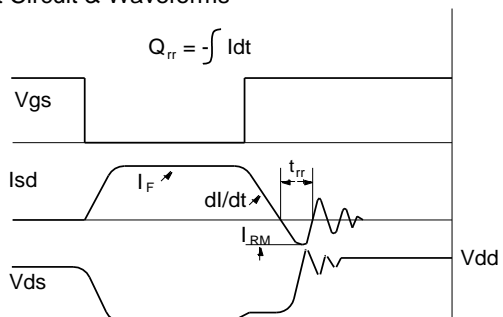 Circuit & Waveforms
Qrr = -∫ Idt
Vgs
Isd
IF
dI/dt
trr
IRM
Vdd
Vds